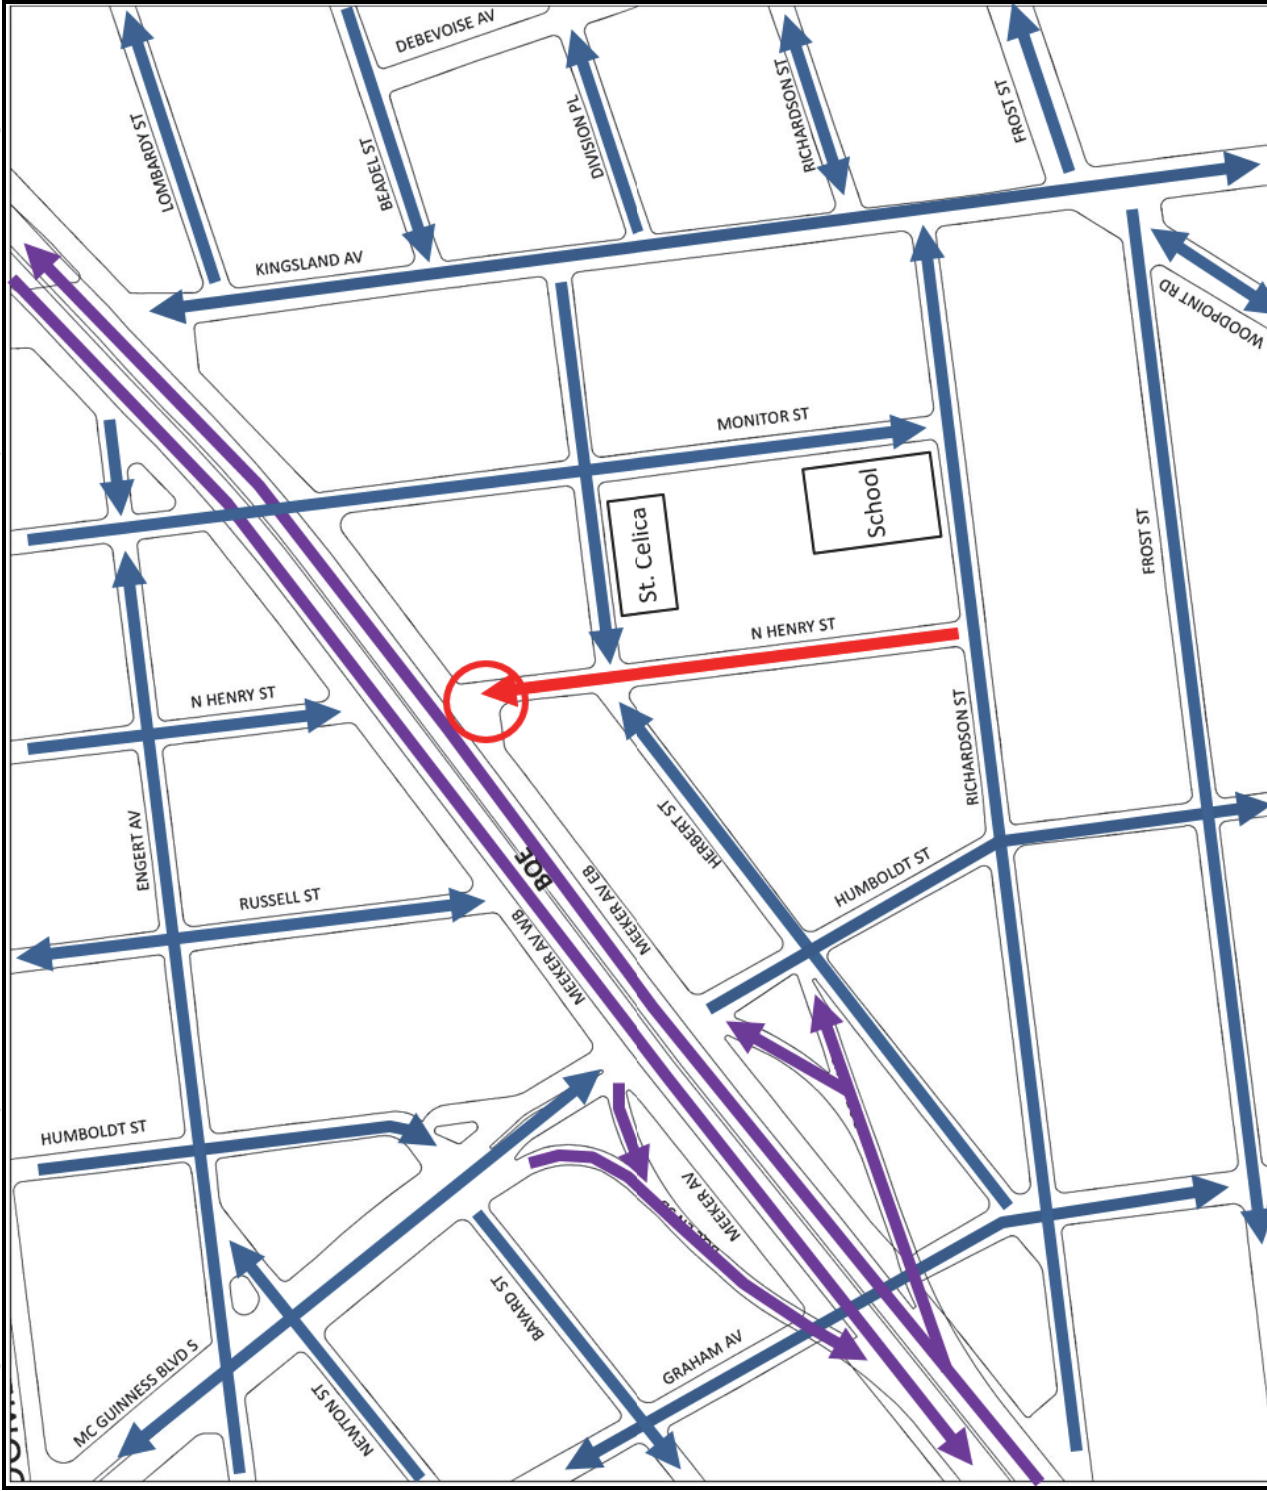 DEBEVOISE AV
LOMBARDY ST
BEADEL ST
DIVISION PL
RICHARDSON ST
FROST ST
KINGSLAND AV
WOODPOINT RD
MONITOR ST
School
St. Celica
FROST ST
N HENRY ST
N HENRY ST
RICHARDSON ST
ENGERT AV
HERBERT ST
BQE
MEEKER AV EB
HUMBOLDT ST
RUSSELL ST
MEEKER AV WB
HUMBOLDT ST
MEEKER AV
BAYARD ST
GRAHAM AV
MC GUINNESS BLVD S
NEWTON ST